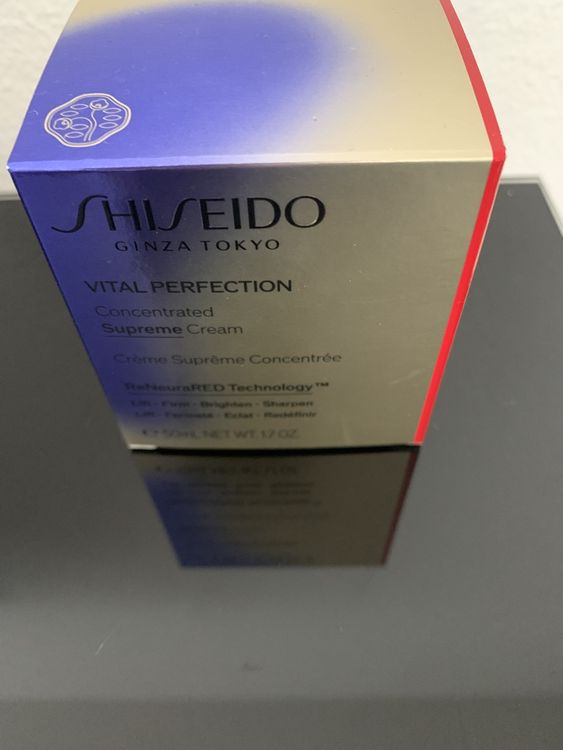 SHISEIDO
GINZA TOKYO
VITAL PERFECTION
Concentrated
Supreme Cream
Crème Suprême Concentrée
ReNeuraRED Technology™
Lift · Firm · Brighten · Sharpen
Lift · Fermeté · Éclat · Redéfinir
50mL NET WT. 1.7 OZ.